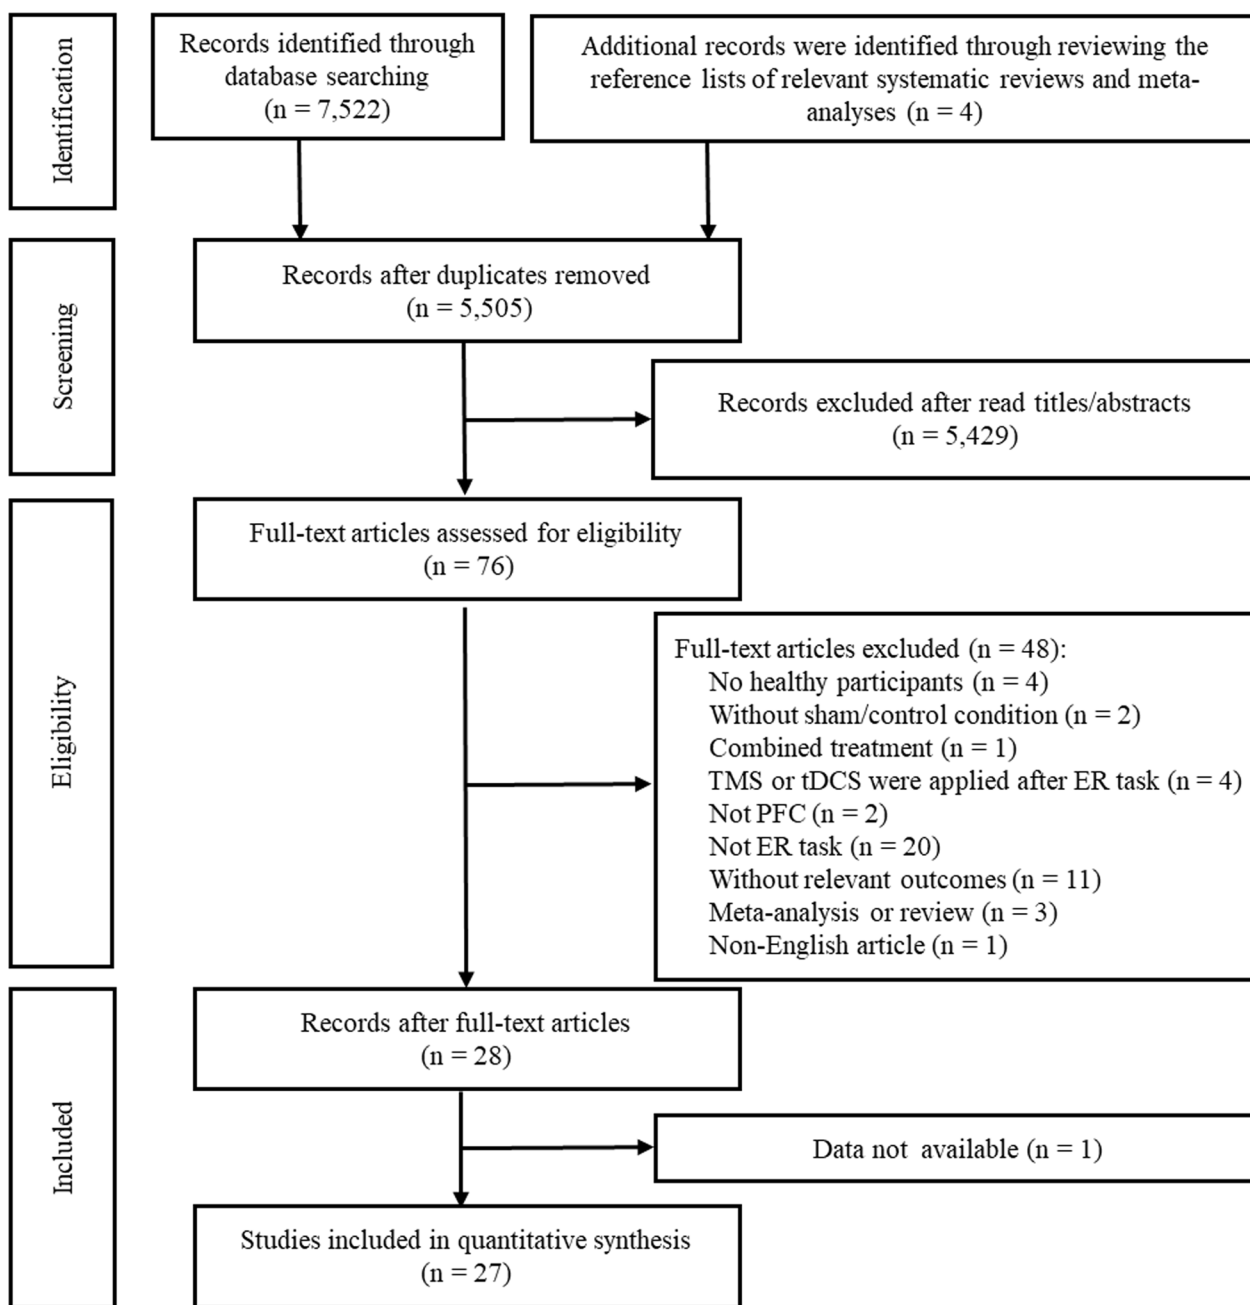 Identification
Records identified through
database searching
(n = 7,522)
Additional records were identified through reviewing the
reference lists of relevant systematic reviews and meta-
analyses (n = 4)
Screening
Records after duplicates removed
(n = 5,505)
Records excluded after read titles/abstracts
(n = 5,429)
Eligibility
Full-text articles assessed for eligibility
(n = 76)
Full-text articles excluded (n = 48):
No healthy participants (n = 4)
Without sham/control condition (n = 2)
Combined treatment (n = 1)
TMS or tDCS were applied after ER task (n = 4)
Not PFC (n = 2)
Not ER task (n = 20)
Without relevant outcomes (n = 11)
Meta-analysis or review (n = 3)
Non-English article (n = 1)
Included
Records after full-text articles
(n = 28)
Data not available (n = 1)
Studies included in quantitative synthesis
(n = 27)